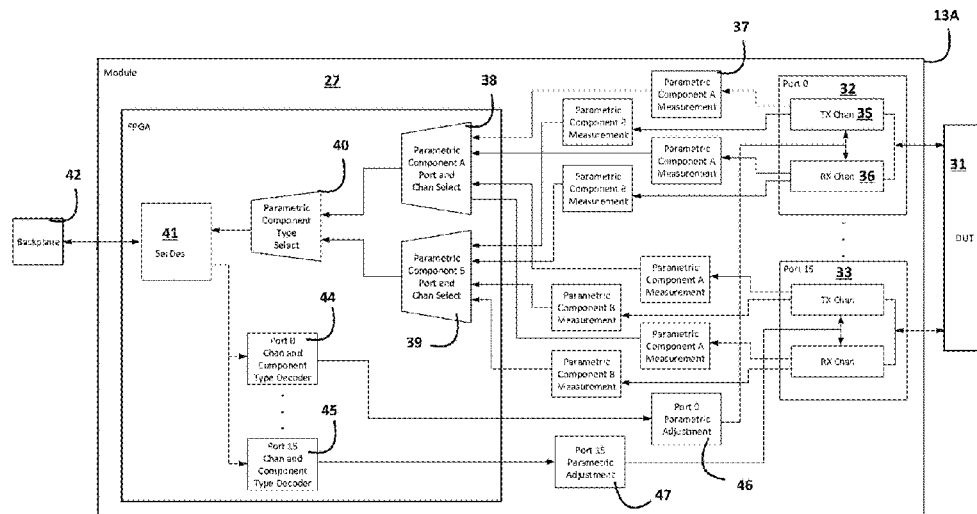 13A
Module
27
38
37
Port 0
32
Parametric
Component A
Measurement
TX Chan
35
Parametric
Component B
Measurement
Parametric
Component A
Measurement
RX Chan
36
Parametric
Component B
Measurement
31
DUT
FPGA
40
Parametric
Component A
Port and
Chan Select
42
Backplane
41
SerDes
Parametric
Component
Type
Select
Parametric
Component B
Port and
Chan Select
39
Port 15
33
Parametric
Component A
Measurement
TX Chan
Parametric
Component B
Measurement
Parametric
Component A
Measurement
RX Chan
Parametric
Component B
Measurement
44
Port 0
Chan and
Component
Type Decoder
45
Port 15
Chan and
Component
Type Decoder
Port 0
Parametric
Adjustment
46
Port 15
Parametric
Adjustment
47